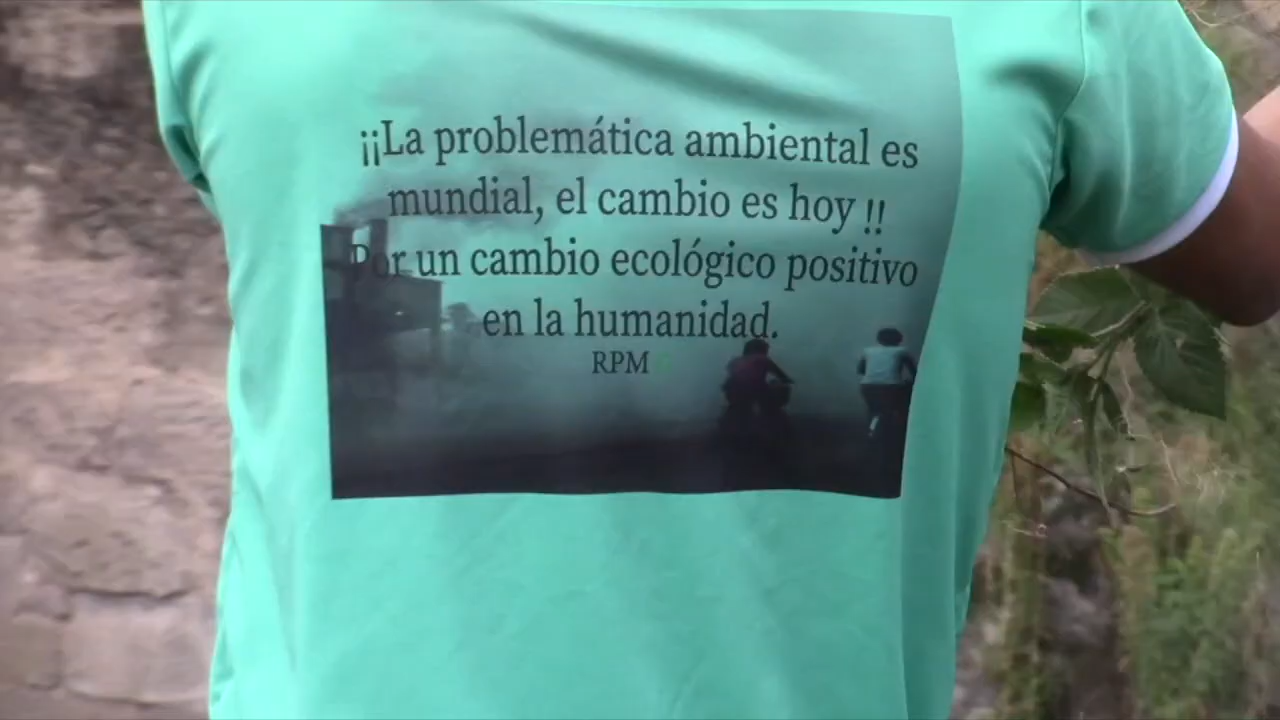 ¡¡La problemática ambiental es
mundial, el cambio es hoy !!
Por un cambio ecológico positivo
en la humanidad.
RPM